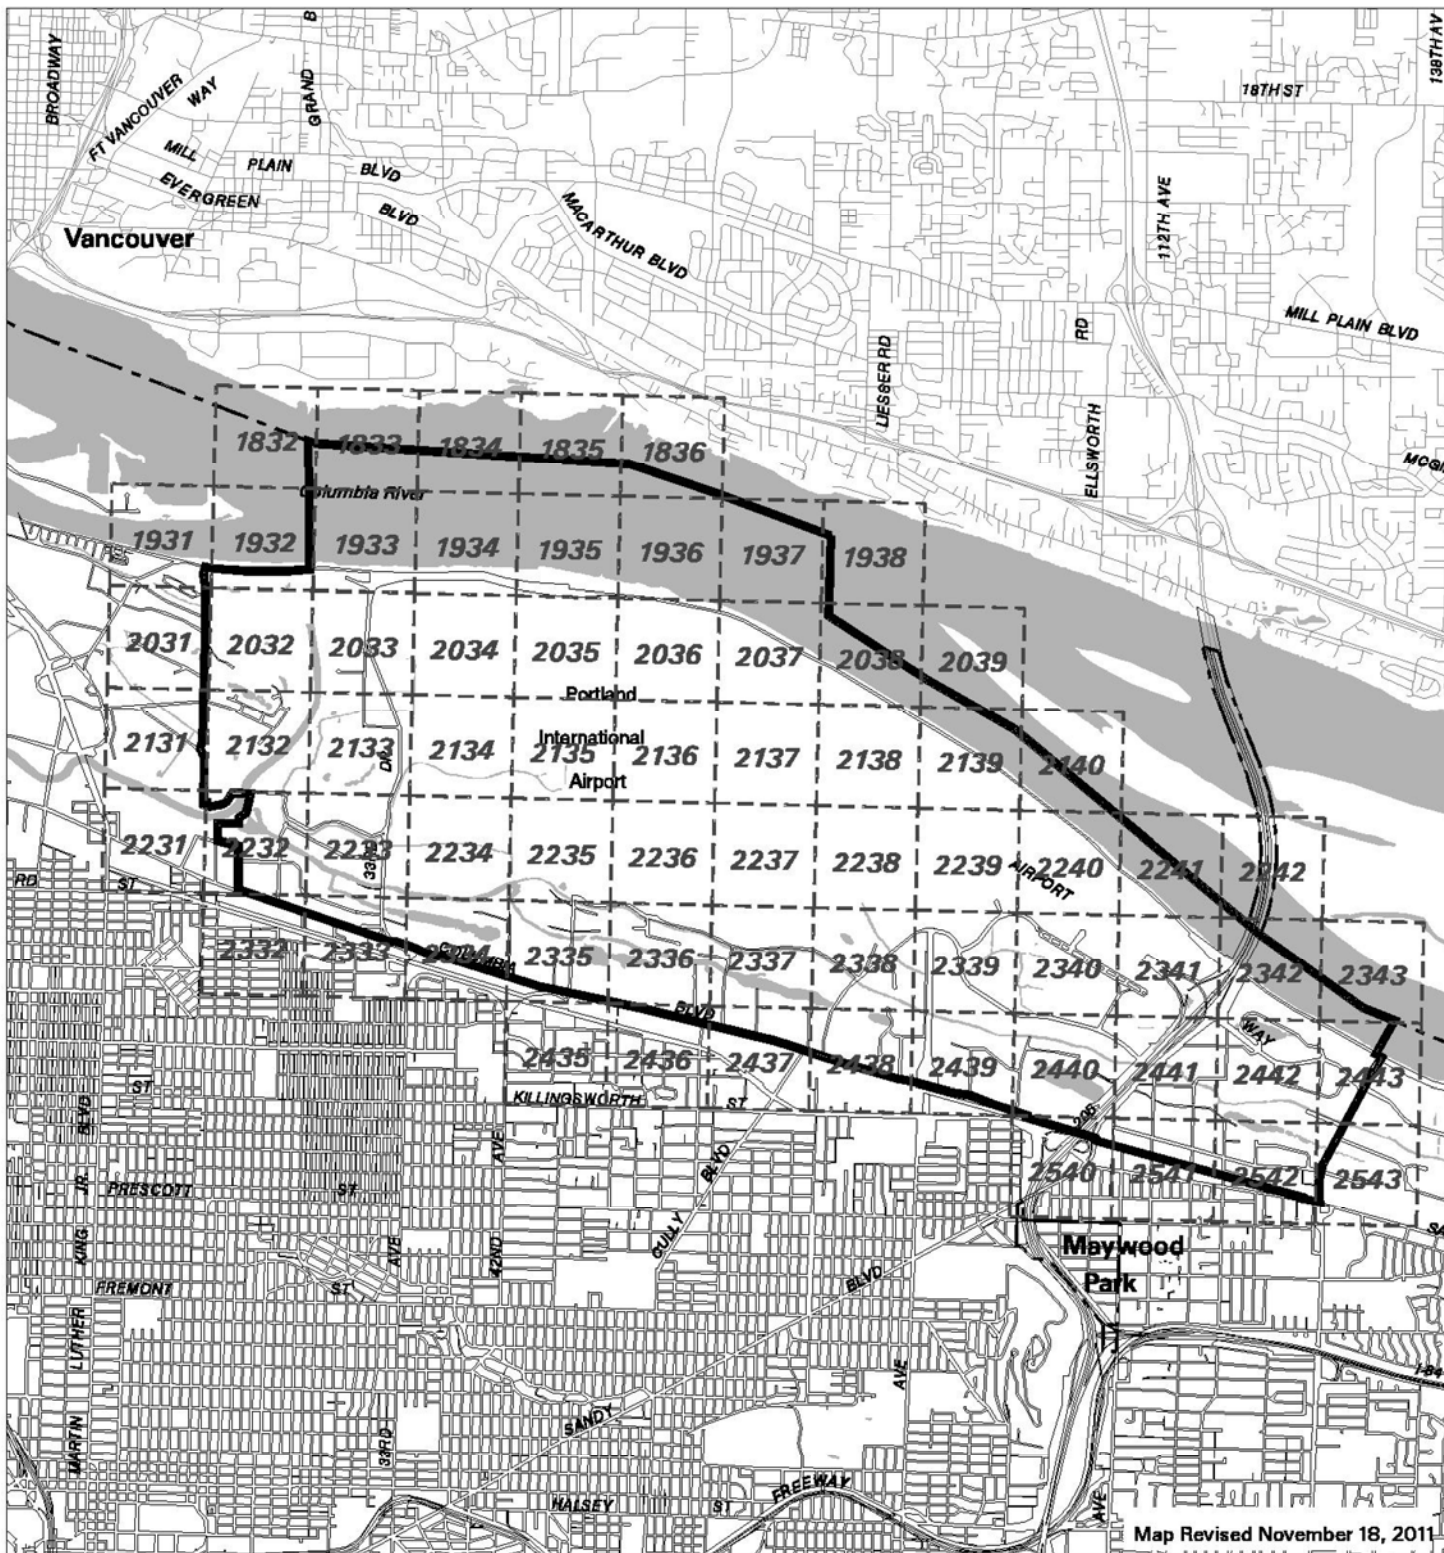 B
BROADWAY
FT VANCOUVER
WAY
GRAND
MILL
PLAIN
BLVD
EVERGREEN
BLVD
MACARTHUR BLVD
18TH ST
138TH AV
112TH AVE
Vancouver
LIESSER RD
RD
MILL PLAIN BLVD
ELLSWORTH
1832 1833 1834 1835 1836
Columbia River
1931 1932 1933 1934 1935 1936 1937 1938
2031 2032 2033 2034 2035 2036 2037 2038 2039
Portland
International
Airport
2131 2132 2133 2134 2135 2136 2137 2138 2139 2140
DR
2231 2232 2233 2234 2235 2236 2237 2238 2239 2240 2241 2242
33RD
AIRPORT
RD
ST
2332 2333 2334 2335 2336 2337 2338 2339 2340 2341 2342 2343
COLUMBIA
BLVD
WAY
2435 2436 2437 2438 2439 2440 2441 2442 2443
ST
KILLINGSWORTH
ST
I-205
2540 2541 2542 2543
BLVD
AVE
BLVD
JR.
PRESCOTT
ST
CULLY
KING
AVE
42ND
SA
Maywood
Park
BLVD
FREMONT
ST
LUTHER
AVE
I-84
SANDY
MARTIN
33RD
FREEWAY
HALSEY
ST
AVE
Map Revised November 18, 2011